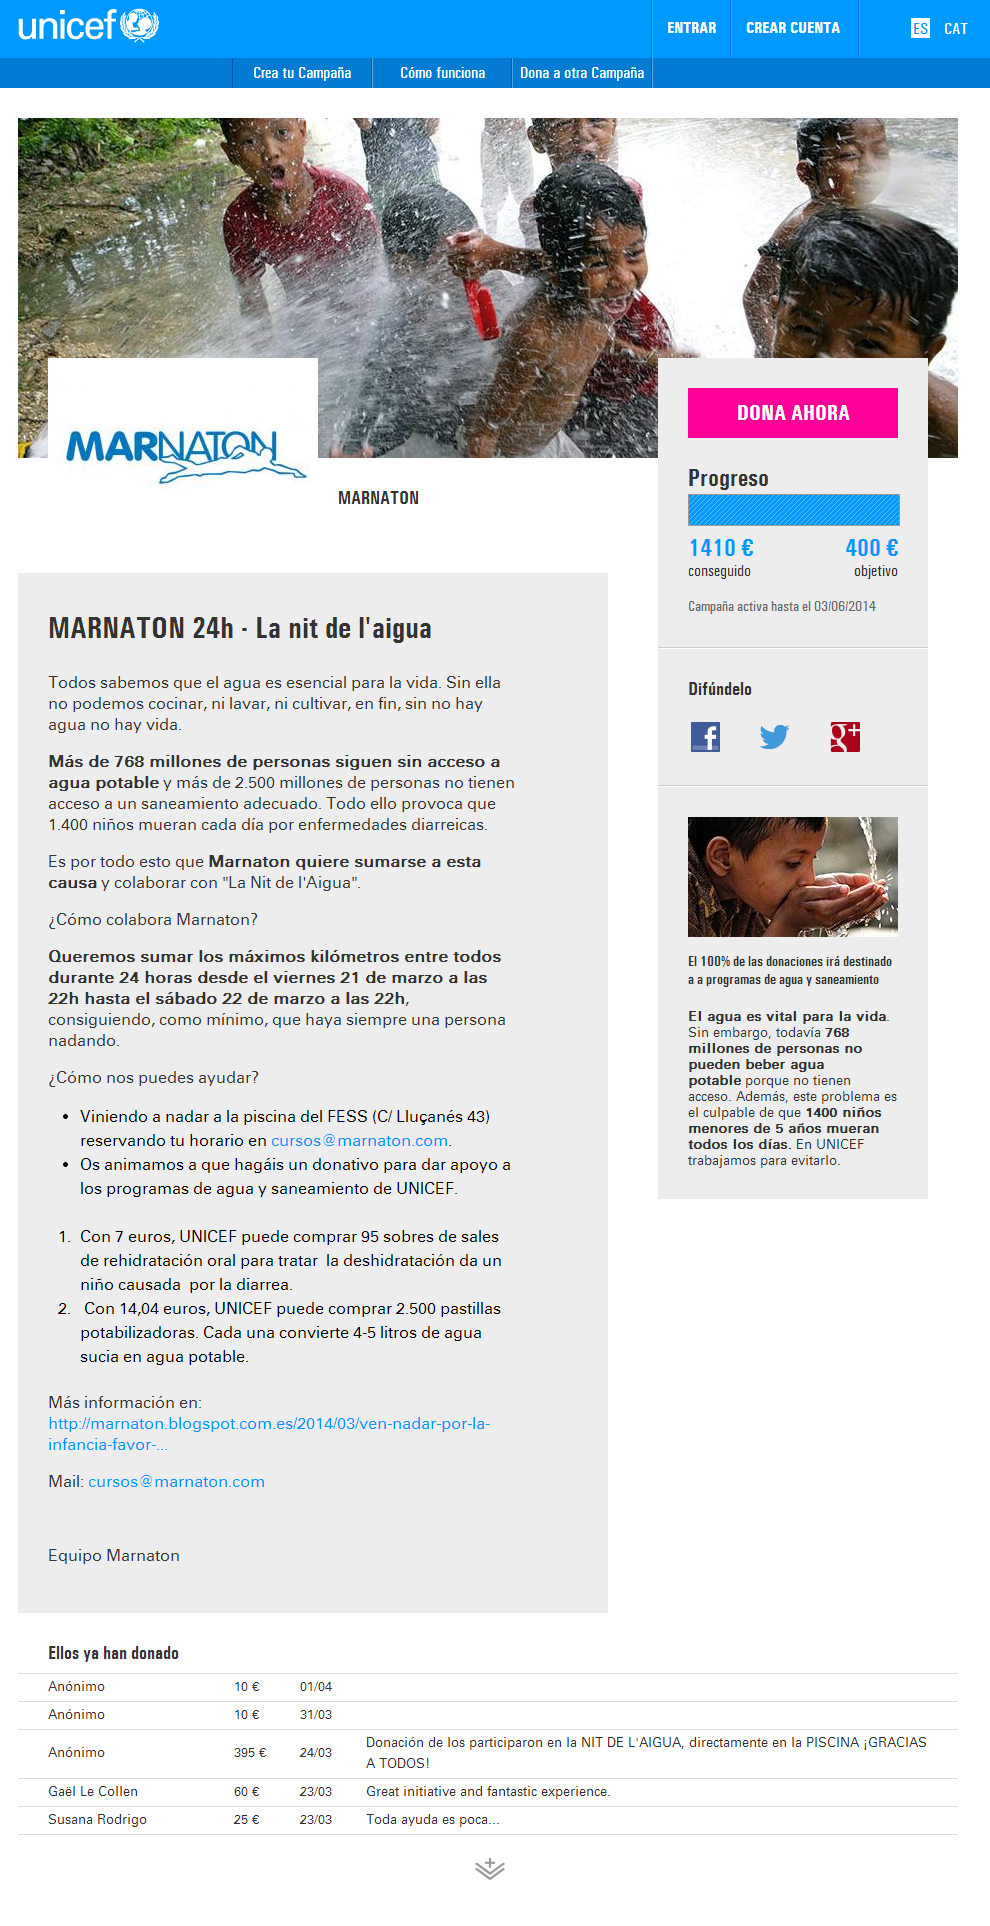 unicef
ENTRAR
CREAR CUENTA
ES
CAT
Crea tu Campaña
Cómo funciona
Dona a otra Campaña
MARNATON
MARNATON
DONA AHORA
Progreso
1410 €
400 €
conseguido
objetivo
Campaña activa hasta el 03/06/2014
Difúndelo
f
g+
El 100% de las donaciones irá destinado
a a programas de agua y saneamiento
El agua es vital para la vida.
Sin embargo, todavía 768
millones de personas no
pueden beber agua
potable porque no tienen
acceso. Además, este problema es
el culpable de que 1400 niños
menores de 5 años mueran
todos los días. En UNICEF
trabajamos para evitarlo.
MARNATON 24h - La nit de l'aigua
Todos sabemos que el agua es esencial para la vida. Sin ella
no podemos cocinar, ni lavar, ni cultivar, en fin, sin no hay
agua no hay vida.
Más de 768 millones de personas siguen sin acceso a
agua potable y más de 2.500 millones de personas no tienen
acceso a un saneamiento adecuado. Todo ello provoca que
1.400 niños mueran cada día por enfermedades diarreicas.
Es por todo esto que Marnaton quiere sumarse a esta
causa y colaborar con "La Nit de l'Aigua".
¿Cómo colabora Marnaton?
Queremos sumar los máximos kilómetros entre todos
durante 24 horas desde el viernes 21 de marzo a las
22h hasta el sábado 22 de marzo a las 22h,
consiguiendo, como mínimo, que haya siempre una persona
nadando.
¿Cómo nos puedes ayudar?
• Viniendo a nadar a la piscina del FESS (C/ Lluçanés 43)
reservando tu horario en cursos@marnaton.com.
• Os animamos a que hagáis un donativo para dar apoyo a
los programas de agua y saneamiento de UNICEF.
1. Con 7 euros, UNICEF puede comprar 95 sobres de sales
de rehidratación oral para tratar  la deshidratación da un
niño causada  por la diarrea.
2.  Con 14,04 euros, UNICEF puede comprar 2.500 pastillas
potabilizadoras. Cada una convierte 4-5 litros de agua
sucia en agua potable.
Más información en:
http://marnaton.blogspot.com.es/2014/03/ven-nadar-por-la-
infancia-favor-...
Mail: cursos@marnaton.com
Equipo Marnaton
Ellos ya han donado
Anónimo 10 € 01/04
Anónimo 10 € 31/03
Anónimo 395 € 24/03 Donación de los participaron en la NIT DE L'AIGUA, directamente en la PISCINA ¡GRACIAS
A TODOS!
Gaël Le Collen 60 € 23/03 Great initiative and fantastic experience.
Susana Rodrigo 25 € 23/03 Toda ayuda es poca...